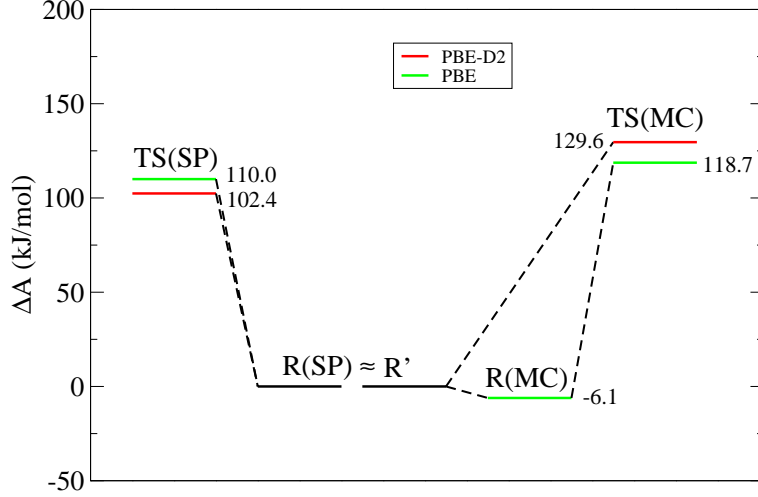 200
PBE-D2
PBE
150
TS(MC)
129.6
TS(SP)
118.7
110.0
102.4
100
ΔA (kJ/mol)
50
R(SP) ≈ R'
R(MC)
0
-6.1
-50